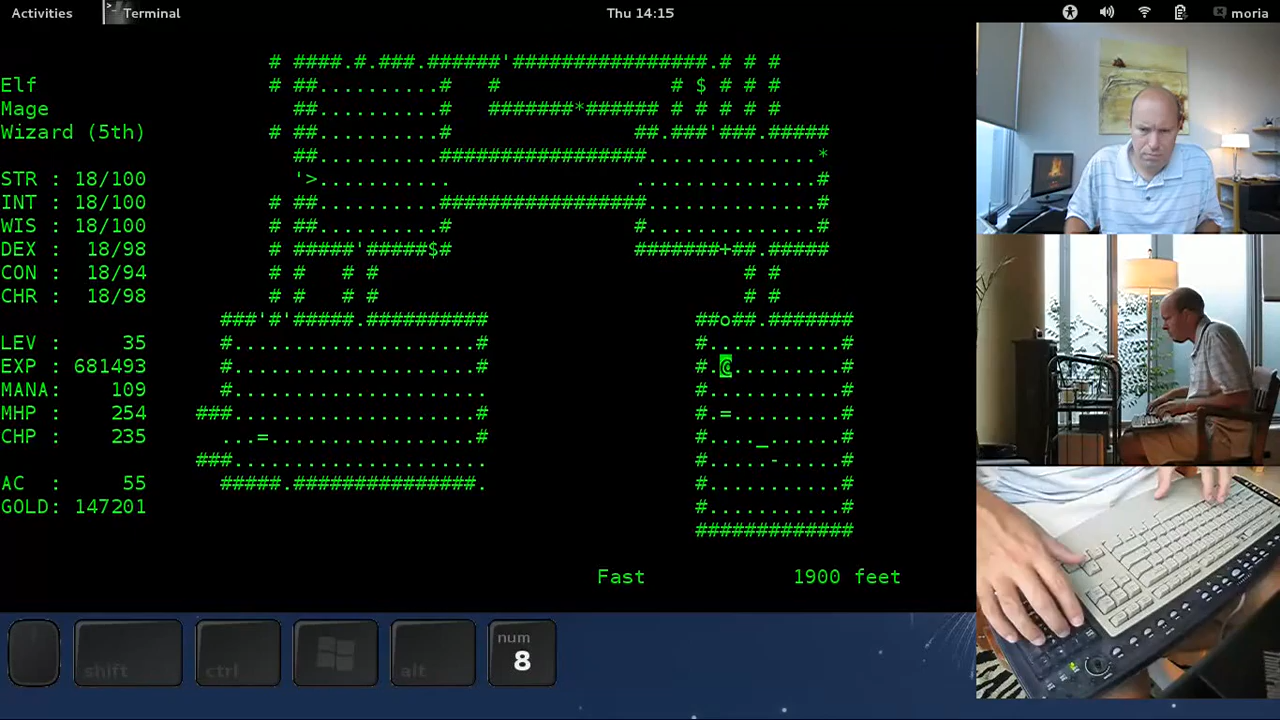 Activities Terminal Thu 14:15 moria
# ####.#.###.######'################.# # #
Elf # ##..........# # # $ # # #
Mage ##..........# #######*###### # # # # #
Wizard (5th) # ##..........# ##.###'###.#####
##..........#################..............*
STR : 18/100 '>........... ...............#
INT : 18/100 # ##..........#################..............#
WIS : 18/100 # ##..........# #..............#
DEX : 18/98 # #####'#####$# #######+##.#####
CON : 18/94 # # # # # #
CHR : 18/98 # # # # # #
###'#'#####.########## ##o##.#######
LEV : 35 #....................# #...........#
EXP : 681493 #....................# #.@.........#
MANA: 109 #..................... #...........#
MHP : 254 ###....................# #.=.........#
CHP : 235 ...=.................# #...._......#
###..................... #.....-.....#
AC : 55 #####.###############. #...........#
GOLD: 147201 #...........#
#############
Fast 1900 feet
shift ctrl alt num
8